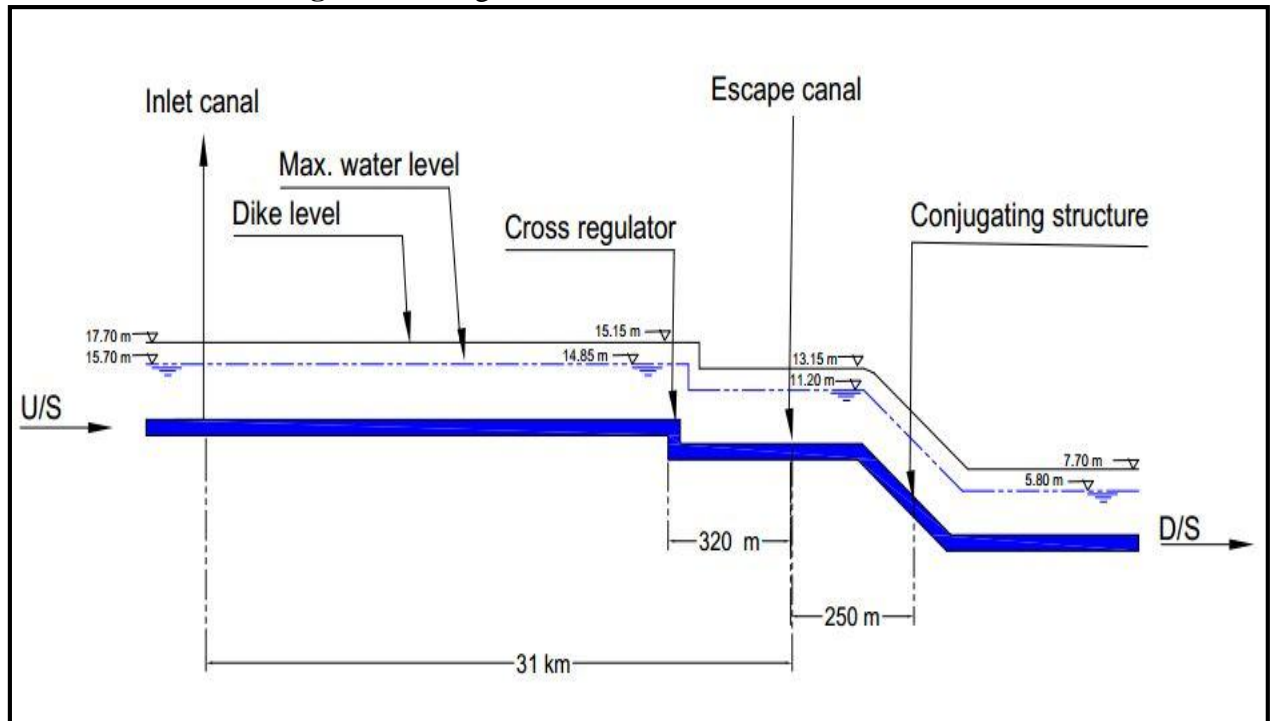 Escape canal
Inlet canal
Max. water level
Dike level
Cross regulator
Conjugating structure
17.70 m
15.15 m
15.70 m
14.85 m
13.15 m
11.20 m
U/S
7.70 m
5.80 m
D/S
320 m
250 m
31 km